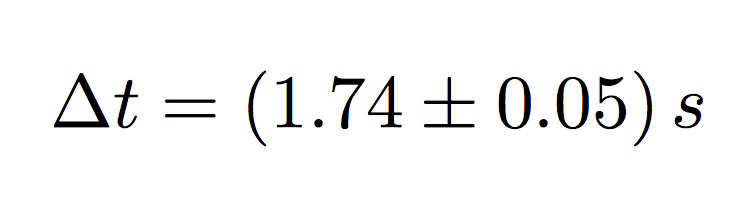 Δt = (1.74 ± 0.05) s